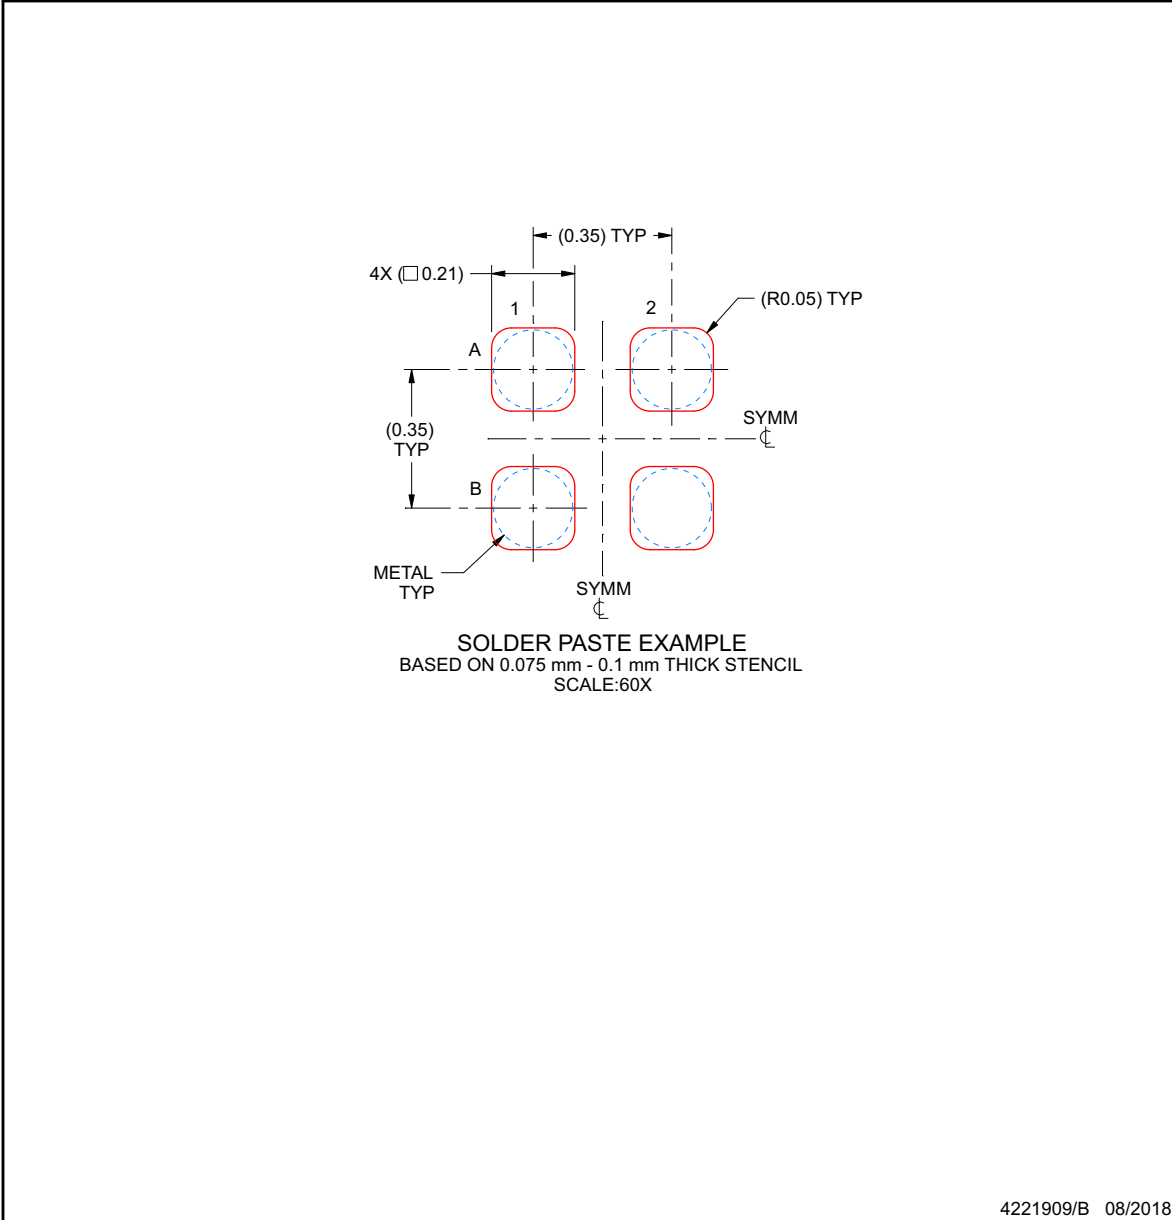 (0.35) TYP
4X (□ 0.21)
(R0.05) TYP
1
2
A
SYMM
℄
(0.35)
TYP
B
METAL
TYP
SYMM
℄
SOLDER PASTE EXAMPLE
BASED ON 0.075 mm - 0.1 mm THICK STENCIL
SCALE:60X
4221909/B 08/2018